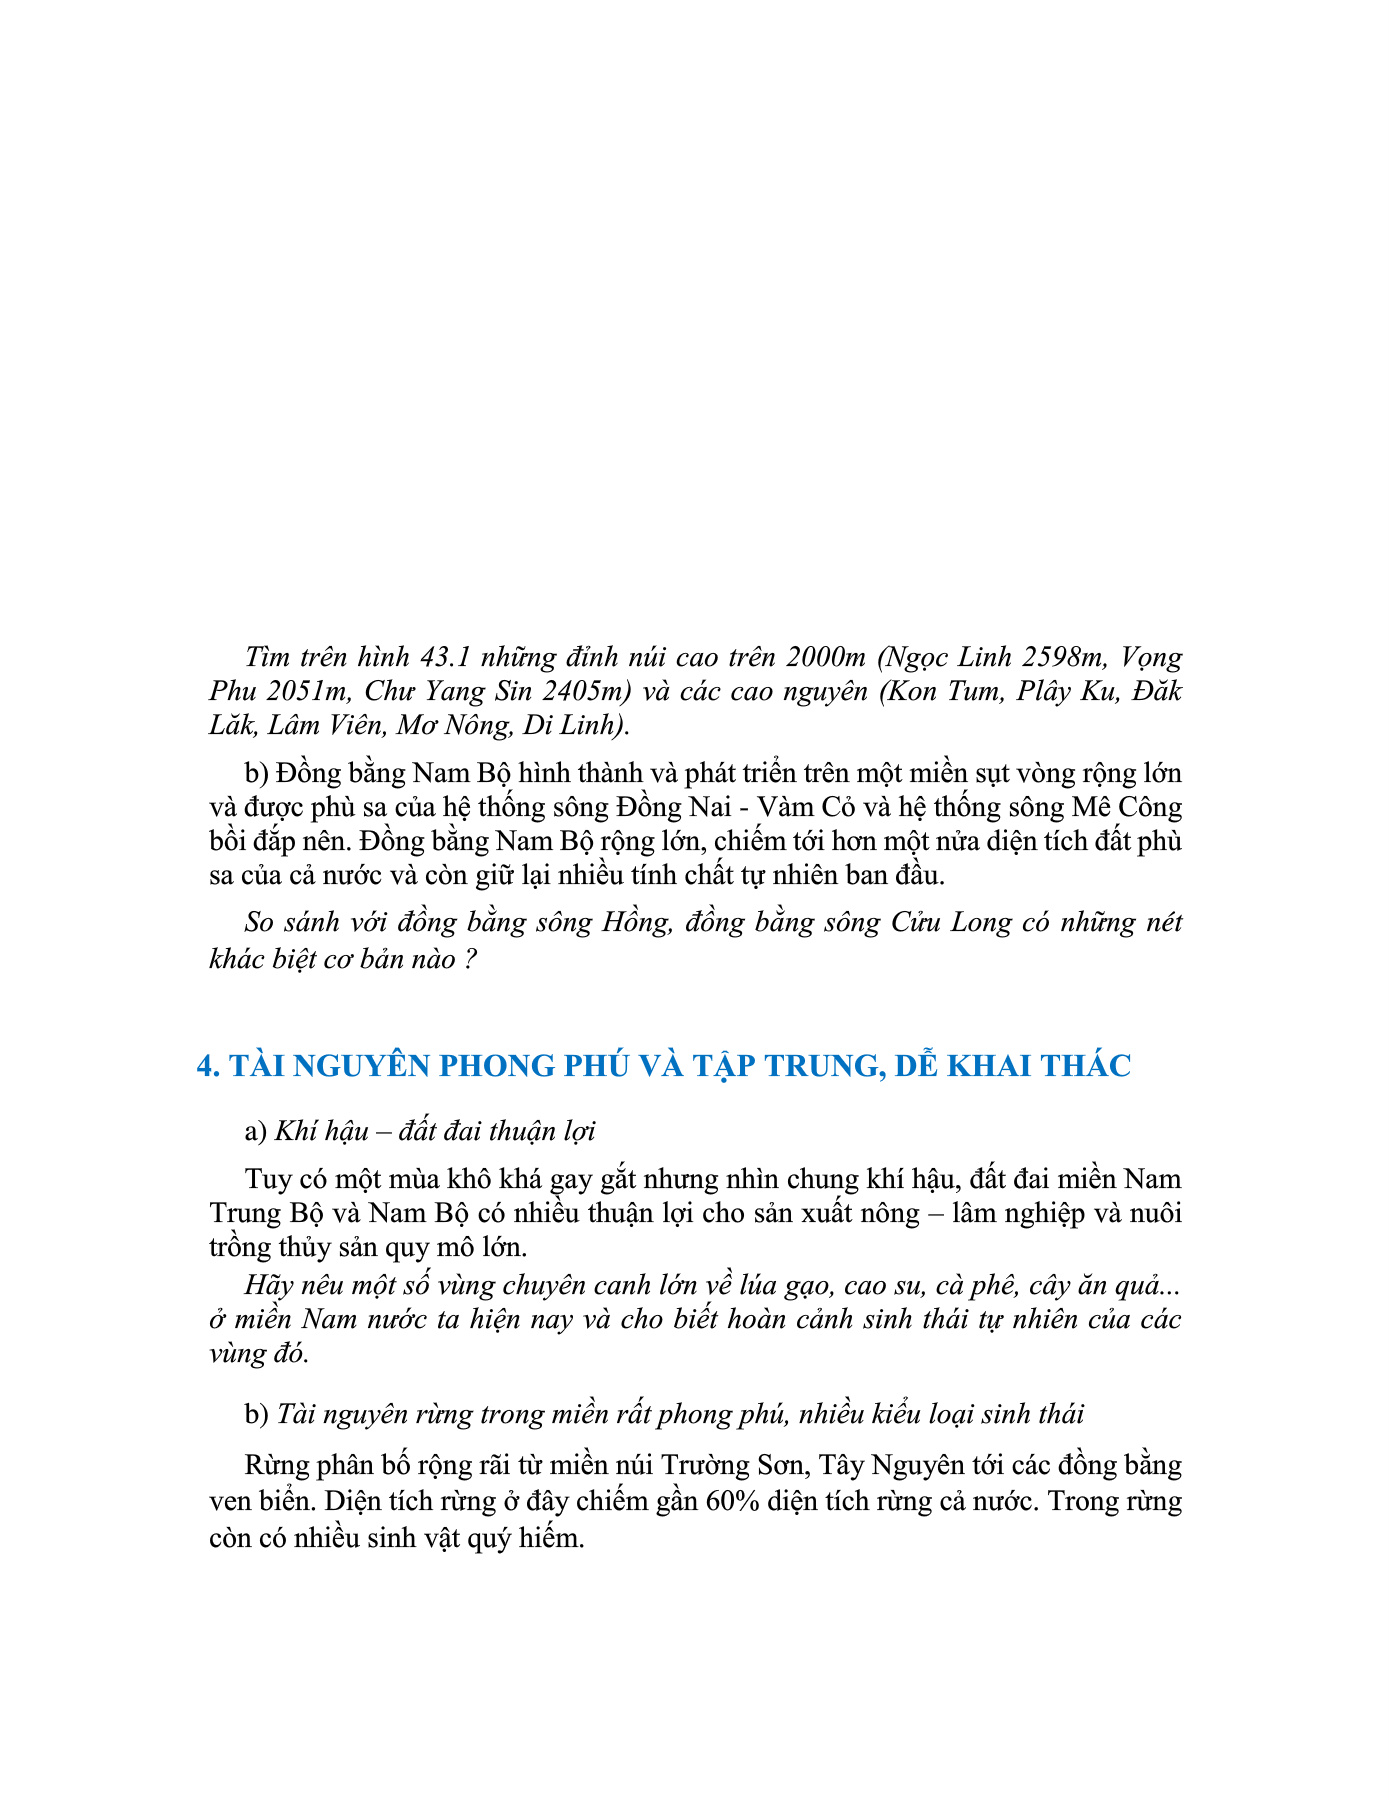 Tìm trên hình 43.1 những đỉnh núi cao trên 2000m (Ngọc Linh 2598m, Vọng
Phu 2051m, Chư Yang Sin 2405m) và các cao nguyên (Kon Tum, Plây Ku, Đăk
Lăk, Lâm Viên, Mơ Nông, Di Linh).
b) Đồng bằng Nam Bộ hình thành và phát triển trên một miền sụt vòng rộng lớn
và được phù sa của hệ thống sông Đồng Nai - Vàm Cỏ và hệ thống sông Mê Công
bồi đắp nên. Đồng bằng Nam Bộ rộng lớn, chiếm tới hơn một nửa diện tích đất phù
sa của cả nước và còn giữ lại nhiều tính chất tự nhiên ban đầu.
So sánh với đồng bằng sông Hồng, đồng bằng sông Cửu Long có những nét
khác biệt cơ bản nào ?
4. TÀI NGUYÊN PHONG PHÚ VÀ TẬP TRUNG, DỄ KHAI THÁC
a) Khí hậu – đất đai thuận lợi
Tuy có một mùa khô khá gay gắt nhưng nhìn chung khí hậu, đất đai miền Nam
Trung Bộ và Nam Bộ có nhiều thuận lợi cho sản xuất nông – lâm nghiệp và nuôi
trồng thủy sản quy mô lớn.
Hãy nêu một số vùng chuyên canh lớn về lúa gạo, cao su, cà phê, cây ăn quả...
ở miền Nam nước ta hiện nay và cho biết hoàn cảnh sinh thái tự nhiên của các
vùng đó.
b) Tài nguyên rừng trong miền rất phong phú, nhiều kiểu loại sinh thái
Rừng phân bố rộng rãi từ miền núi Trường Sơn, Tây Nguyên tới các đồng bằng
ven biển. Diện tích rừng ở đây chiếm gần 60% diện tích rừng cả nước. Trong rừng
còn có nhiều sinh vật quý hiếm.